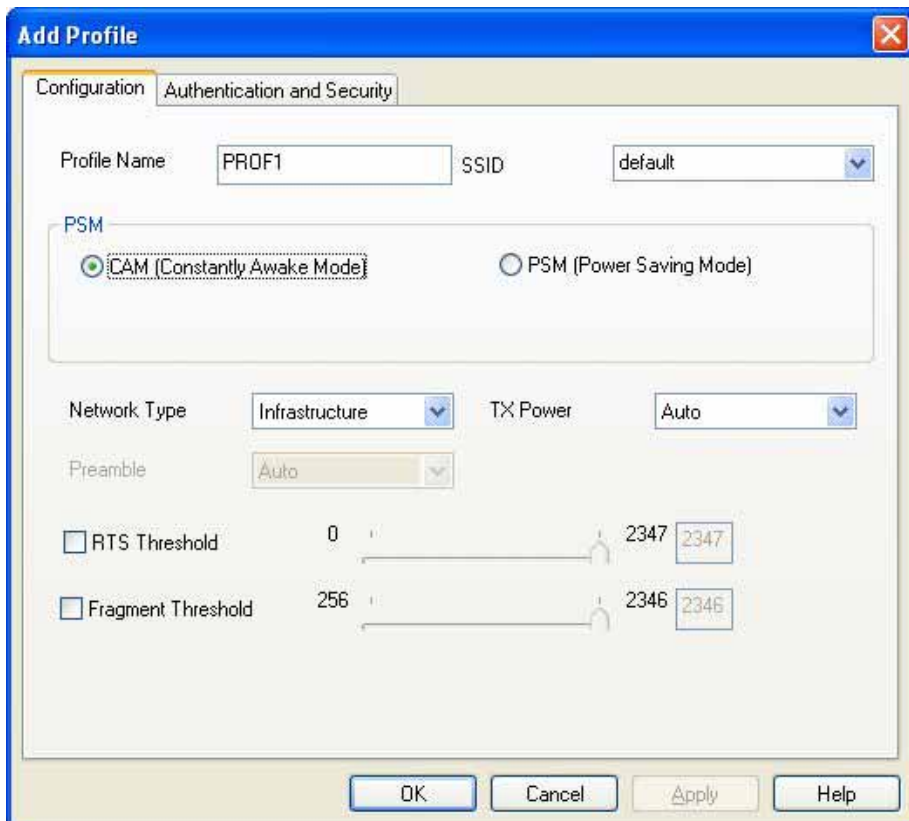 Add Profile
Configuration Authentication and Security
Profile Name PROF1 SSID default
PSM
CAM (Constantly Awake Mode) PSM (Power Saving Mode)
Network Type Infrastructure TX Power Auto
Preamble Auto
RTS Threshold 0 2347 2347
Fragment Threshold 256 2346 2346
OK Cancel Apply Help